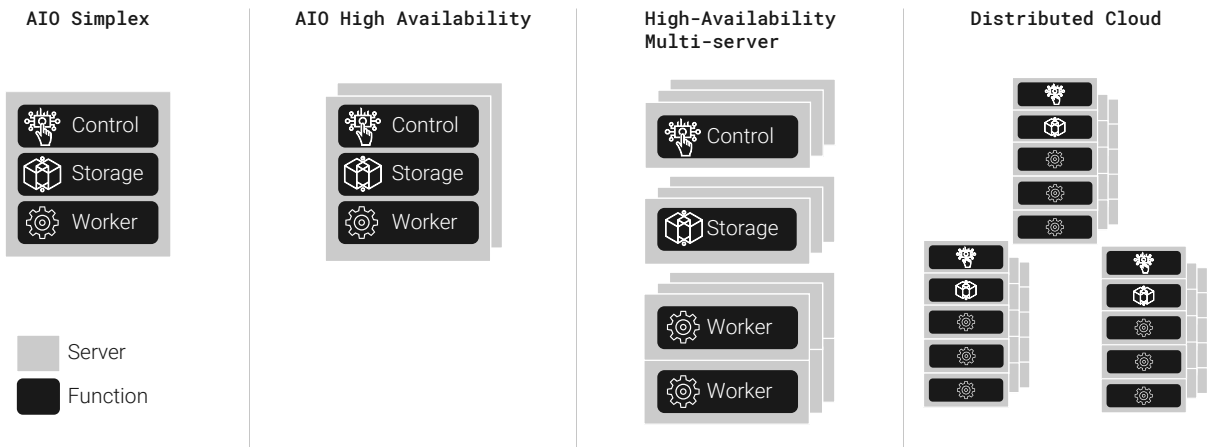 AIO Simplex
Control
Storage
Worker
Server
Function
AIO High Availability
Control
Storage
Worker
High-Availability
Multi-server
Control
Storage
Worker
Worker
Distributed Cloud